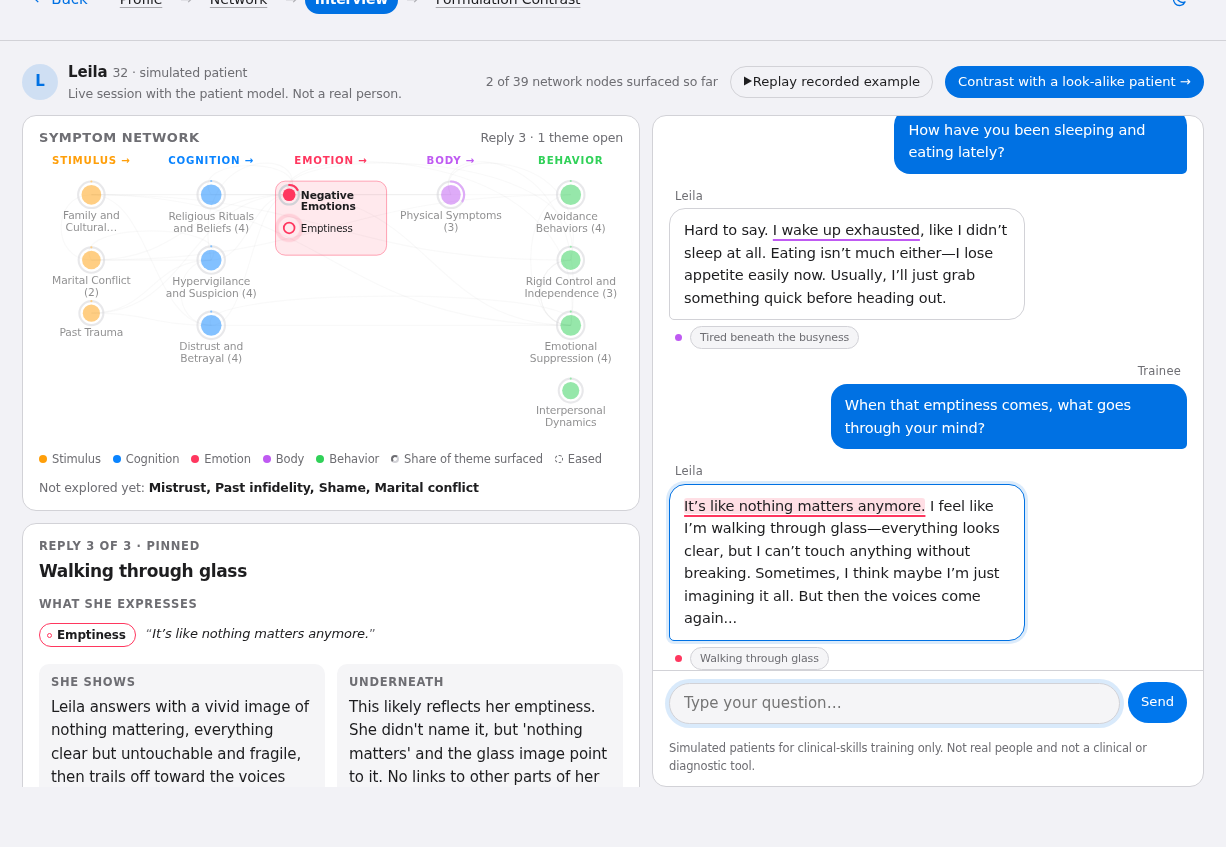 Back
Profile → Network → Interview → Formulation Contrast
L
Leila 32 · simulated patient
Live session with the patient model. Not a real person.
2 of 39 network nodes surfaced so far
Replay recorded example
Contrast with a look-alike patient →
SYMPTOM NETWORK
Reply 3 · 1 theme open
STIMULUS →
COGNITION →
EMOTION →
BODY →
BEHAVIOR
Family and
Cultural…
Marital Conflict
(2)
Past Trauma
Religious Rituals
and Beliefs (4)
Hypervigilance
and Suspicion (4)
Distrust and
Betrayal (4)
Negative
Emotions
Emptiness
Physical Symptoms
(3)
Avoidance
Behaviors (4)
Rigid Control and
Independence (3)
Emotional
Suppression (4)
Interpersonal
Dynamics
Stimulus
Cognition
Emotion
Body
Behavior
Share of theme surfaced
Eased
Not explored yet: Mistrust, Past infidelity, Shame, Marital conflict
REPLY 3 OF 3 · PINNED
Walking through glass
WHAT SHE EXPRESSES
Emptiness
“It’s like nothing matters anymore.”
SHE SHOWS
Leila answers with a vivid image of
nothing mattering, everything
clear but untouchable and fragile,
then trails off toward the voices
UNDERNEATH
This likely reflects her emptiness.
She didn't name it, but 'nothing
matters' and the glass image point
to it. No links to other parts of her
How have you been sleeping and
eating lately?
Leila
Hard to say. I wake up exhausted, like I didn’t
sleep at all. Eating isn’t much either—I lose
appetite easily now. Usually, I’ll just grab
something quick before heading out.
Tired beneath the busyness
Trainee
When that emptiness comes, what goes
through your mind?
Leila
It’s like nothing matters anymore. I feel like
I’m walking through glass—everything looks
clear, but I can’t touch anything without
breaking. Sometimes, I think maybe I’m just
imagining it all. But then the voices come
again…
Walking through glass
Type your question…
Send
Simulated patients for clinical-skills training only. Not real people and not a clinical or
diagnostic tool.